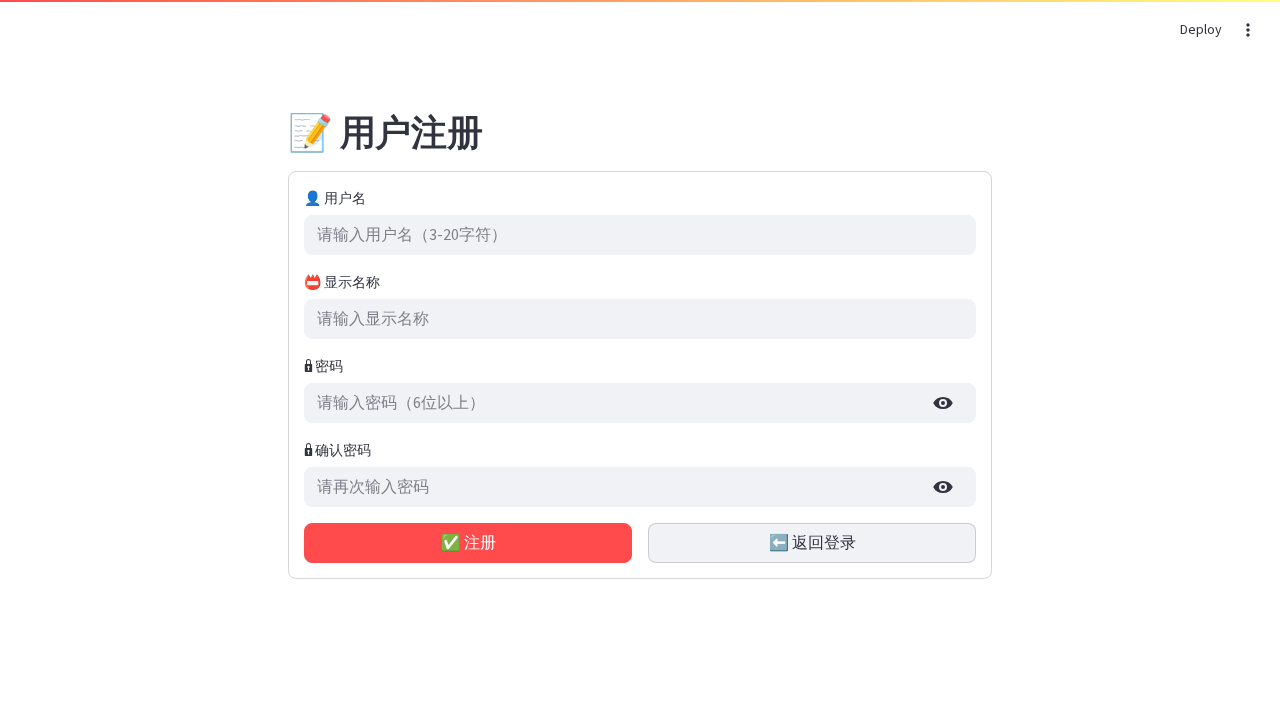 Deploy
📝 用户注册
👤 用户名
请输入用户名（3-20字符）
📛 显示名称
请输入显示名称
🔒 密码
请输入密码（6位以上）
🔒 确认密码
请再次输入密码
✅ 注册
⬅️ 返回登录